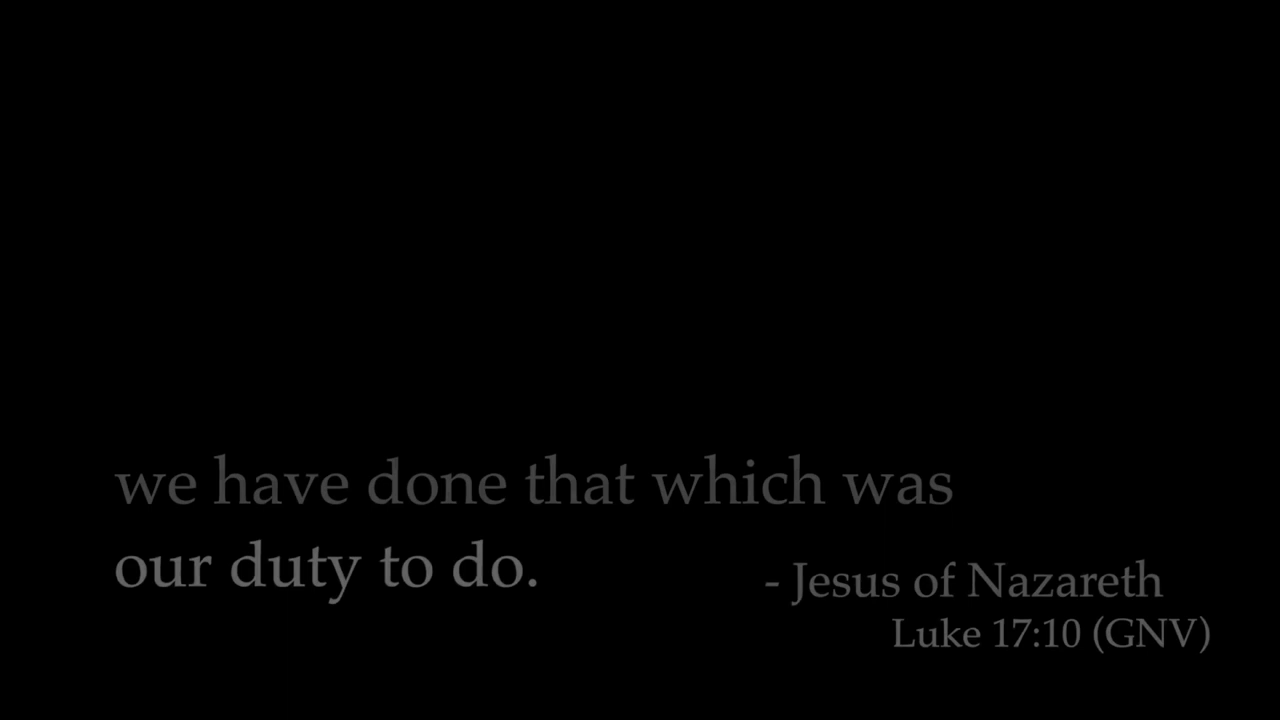 we have done that which was
our duty to do.
- Jesus of Nazareth
Luke 17:10 (GNV)